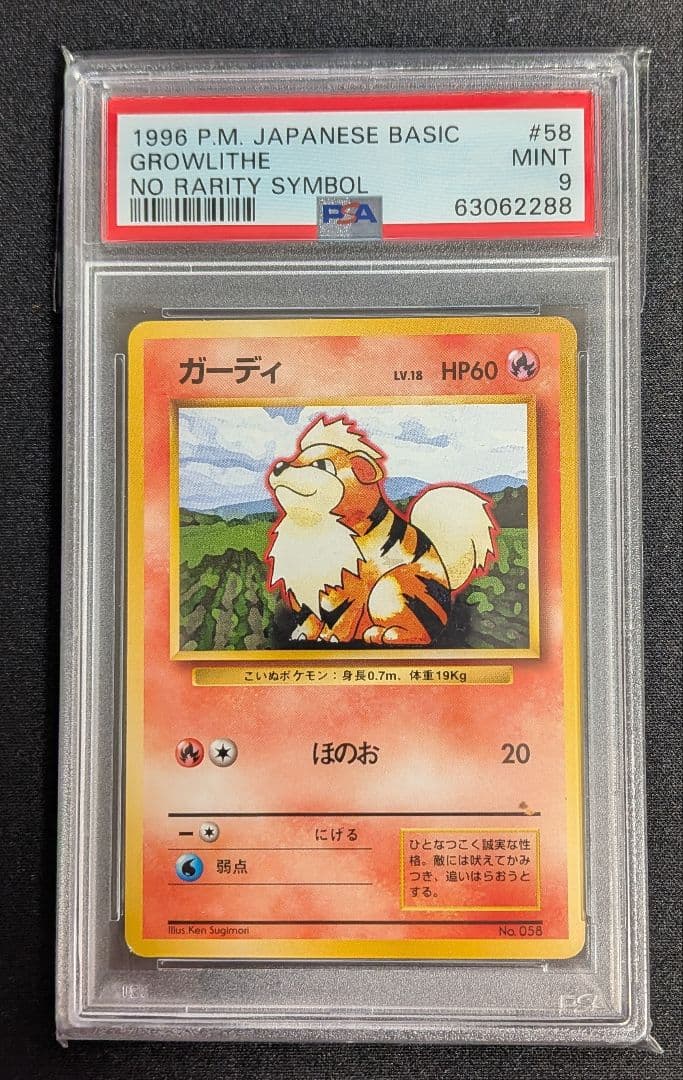 1996 P.M. JAPANESE BASIC #58
GROWLITHE MINT
NO RARITY SYMBOL 9
PSA 63062288
ガーディ LV.18 HP60
こいぬポケモン：身長0.7m、体重19Kg
ほのお 20
にげる
弱点
ひとなつこく誠実な性
格。敵には吠えてかみ
つき、追いはらおうと
する。
Illus.Ken Sugimori No. 058
PSA